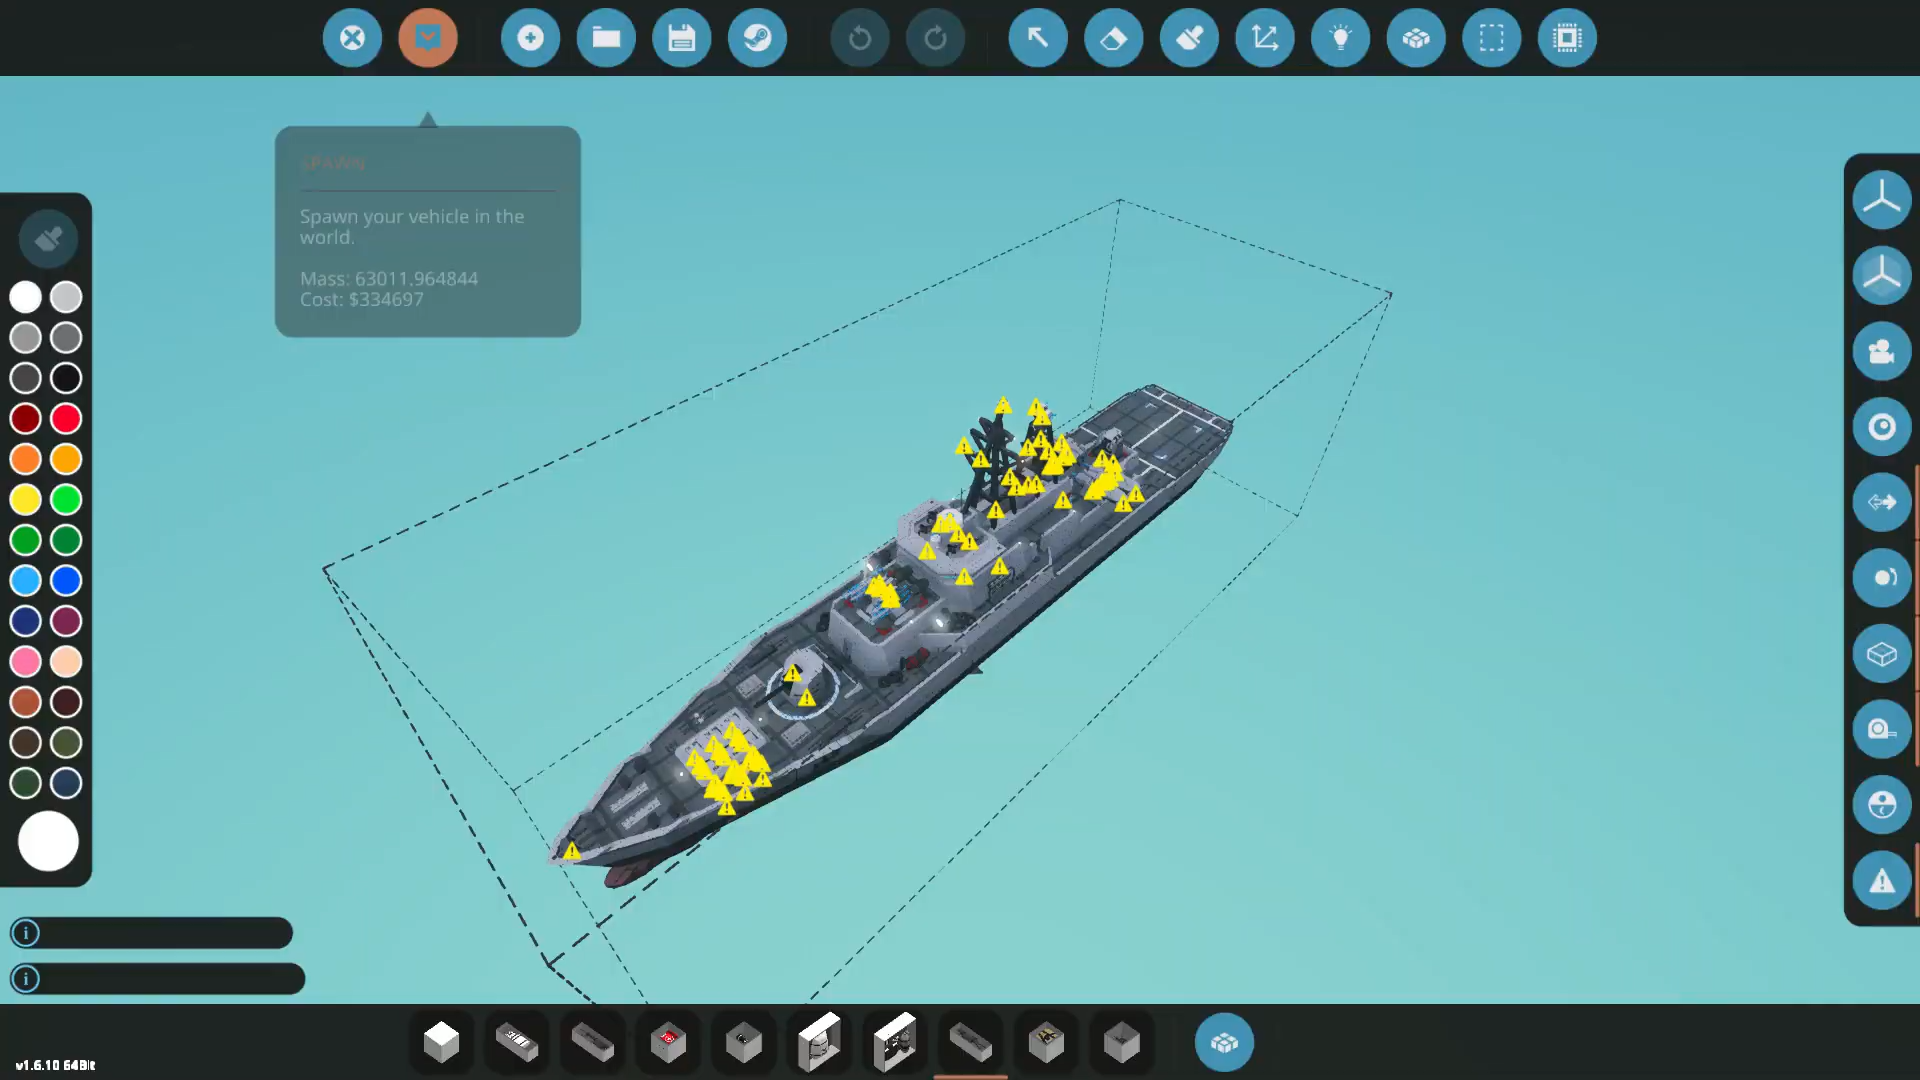 SPAWN
Spawn your vehicle in the
world.
Mass: 63011.964844
Cost: $334697
v1.6.10 64Bit